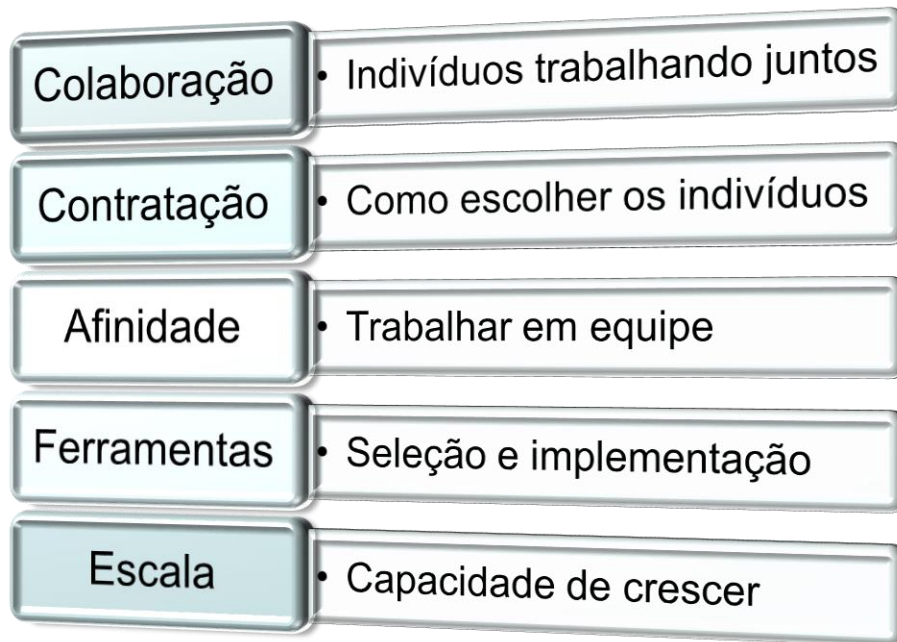 Colaboração
• Indivíduos trabalhando juntos
Contratação
• Como escolher os indivíduos
Afinidade
• Trabalhar em equipe
Ferramentas
• Seleção e implementação
Escala
• Capacidade de crescer